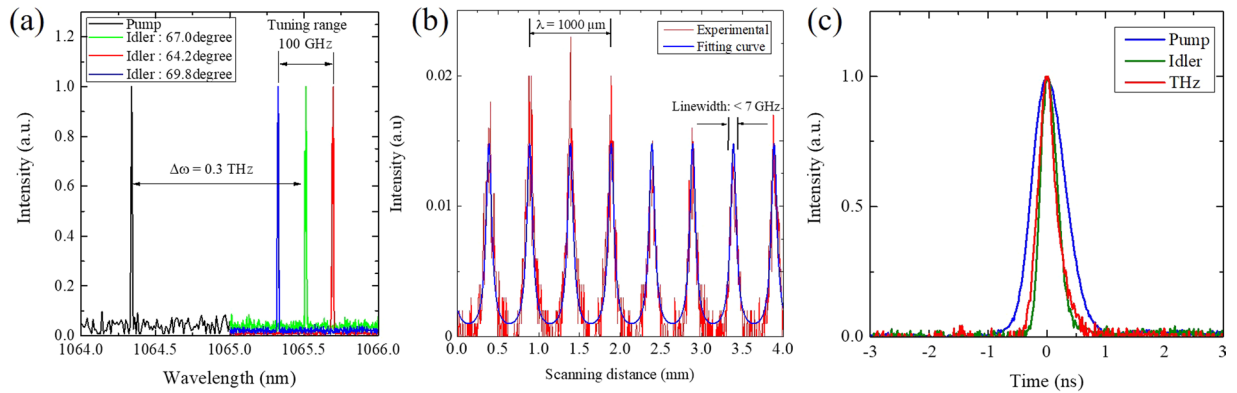 (a)
Pump
Idler : 67.0degree
Idler : 64.2degree
Idler : 69.8degree
Tuning range
100 GHz
Δω = 0.3 THz
1.2
1.0
0.8
0.6
0.4
0.2
0.0
Intensity (a.u.)
1064.0
1064.5
1065.0
1065.5
1066.0
Wavelength (nm)
(b)
λ = 1000 μm
Experimental
Fitting curve
Linewidth: < 7 GHz
0.02
0.01
0.00
Intensity (a.u)
0.0
0.5
1.0
1.5
2.0
2.5
3.0
3.5
4.0
Scanning distance (mm)
(c)
Pump
Idler
THz
1.0
0.5
0.0
Intensity (a.u.)
-3
-2
-1
0
1
2
3
Time (ns)